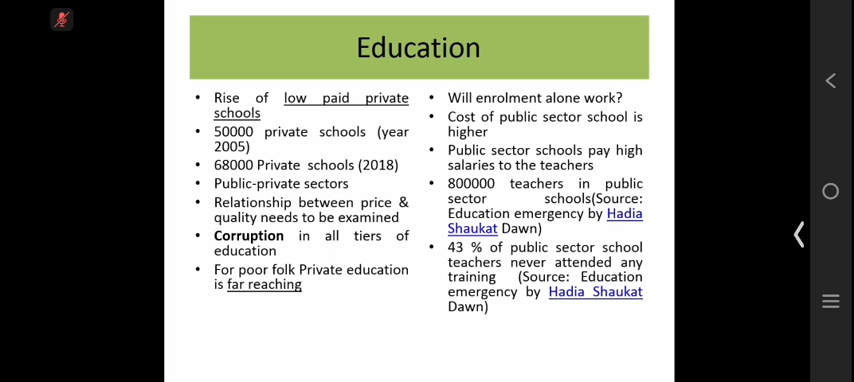 Education
• Rise of low paid private
schools
• 50000 private schools (year
2005)
• 68000 Private schools (2018)
• Public-private sectors
• Relationship between price &
quality needs to be examined
• Corruption in all tiers of
education
• For poor folk Private education
is far reaching
• Will enrolment alone work?
• Cost of public sector school is
higher
• Public sector schools pay high
salaries to the teachers
• 800000 teachers in public
sector schools(Source:
Education emergency by Hadia
Shaukat Dawn)
• 43 % of public sector school
teachers never attended any
training (Source: Education
emergency by Hadia Shaukat
Dawn)